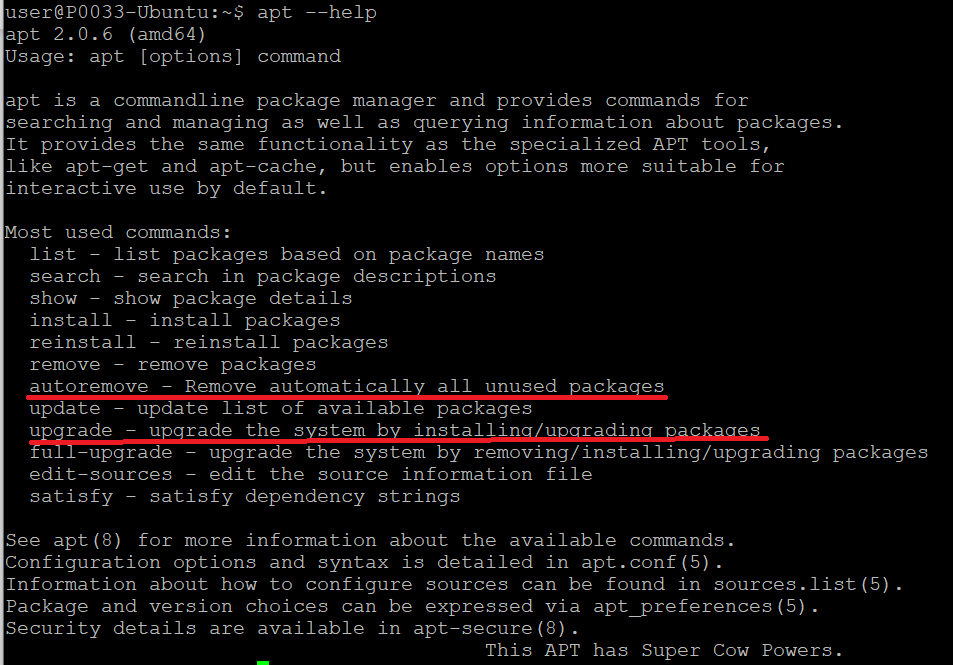 user@P0033-Ubuntu:~$ apt --help
apt 2.0.6 (amd64)
Usage: apt [options] command
apt is a commandline package manager and provides commands for
searching and managing as well as querying information about packages.
It provides the same functionality as the specialized APT tools,
like apt-get and apt-cache, but enables options more suitable for
interactive use by default.
Most used commands:
list - list packages based on package names
search - search in package descriptions
show - show package details
install - install packages
reinstall - reinstall packages
remove - remove packages
autoremove - Remove automatically all unused packages
update - update list of available packages
upgrade - upgrade the system by installing/upgrading packages
full-upgrade - upgrade the system by removing/installing/upgrading packages
edit-sources - edit the source information file
satisfy - satisfy dependency strings
See apt(8) for more information about the available commands.
Configuration options and syntax is detailed in apt.conf(5).
Information about how to configure sources can be found in sources.list(5).
Package and version choices can be expressed via apt_preferences(5).
Security details are available in apt-secure(8).
This APT has Super Cow Powers.